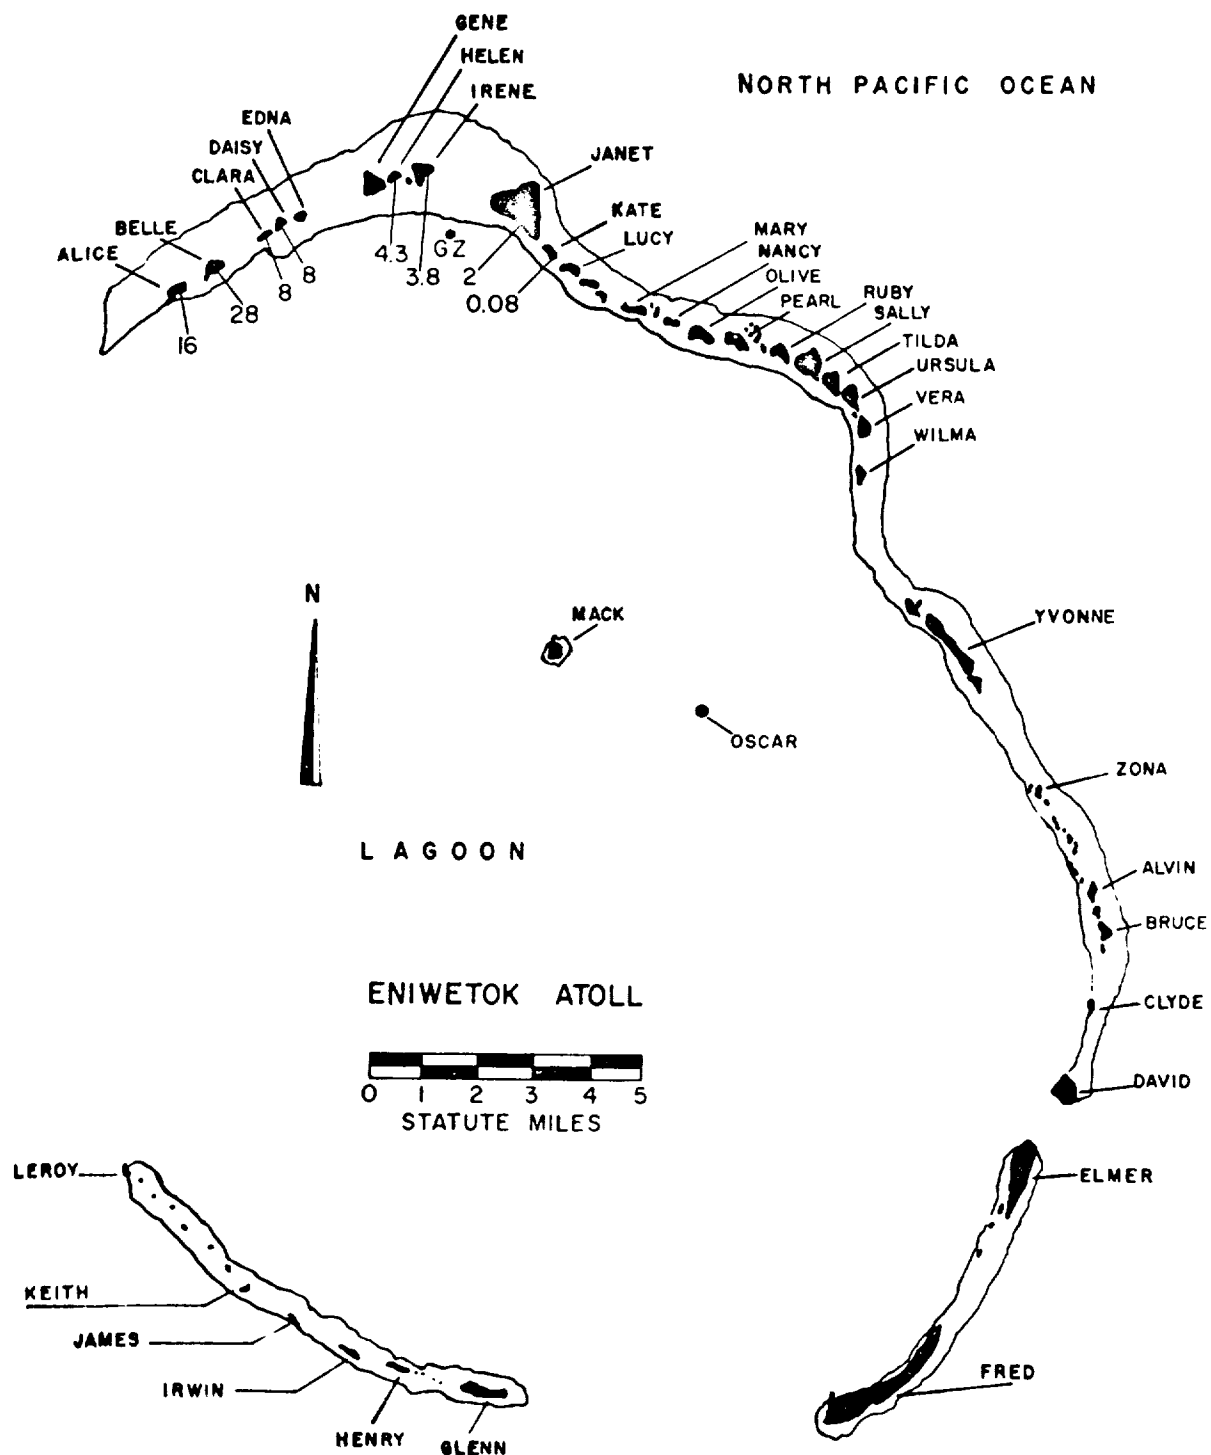 GENE
HELEN
NORTH PACIFIC OCEAN
IRENE
EDNA
DAISY
JANET
CLARA
KATE
BELLE
MARY
LUCY
ALICE
GZ
NANCY
4.3
3.8
2
OLIVE
8
8
0.08
PEARL
RUBY
28
SALLY
16
TILDA
URSULA
VERA
WILMA
N
MACK
YVONNE
OSCAR
ZONA
LAGOON
ALVIN
BRUCE
ENIWETOK ATOLL
CLYDE
0 1 2 3 4 5
DAVID
STATUTE MILES
LEROY
ELMER
KEITH
JAMES
FRED
IRWIN
HENRY
GLENN